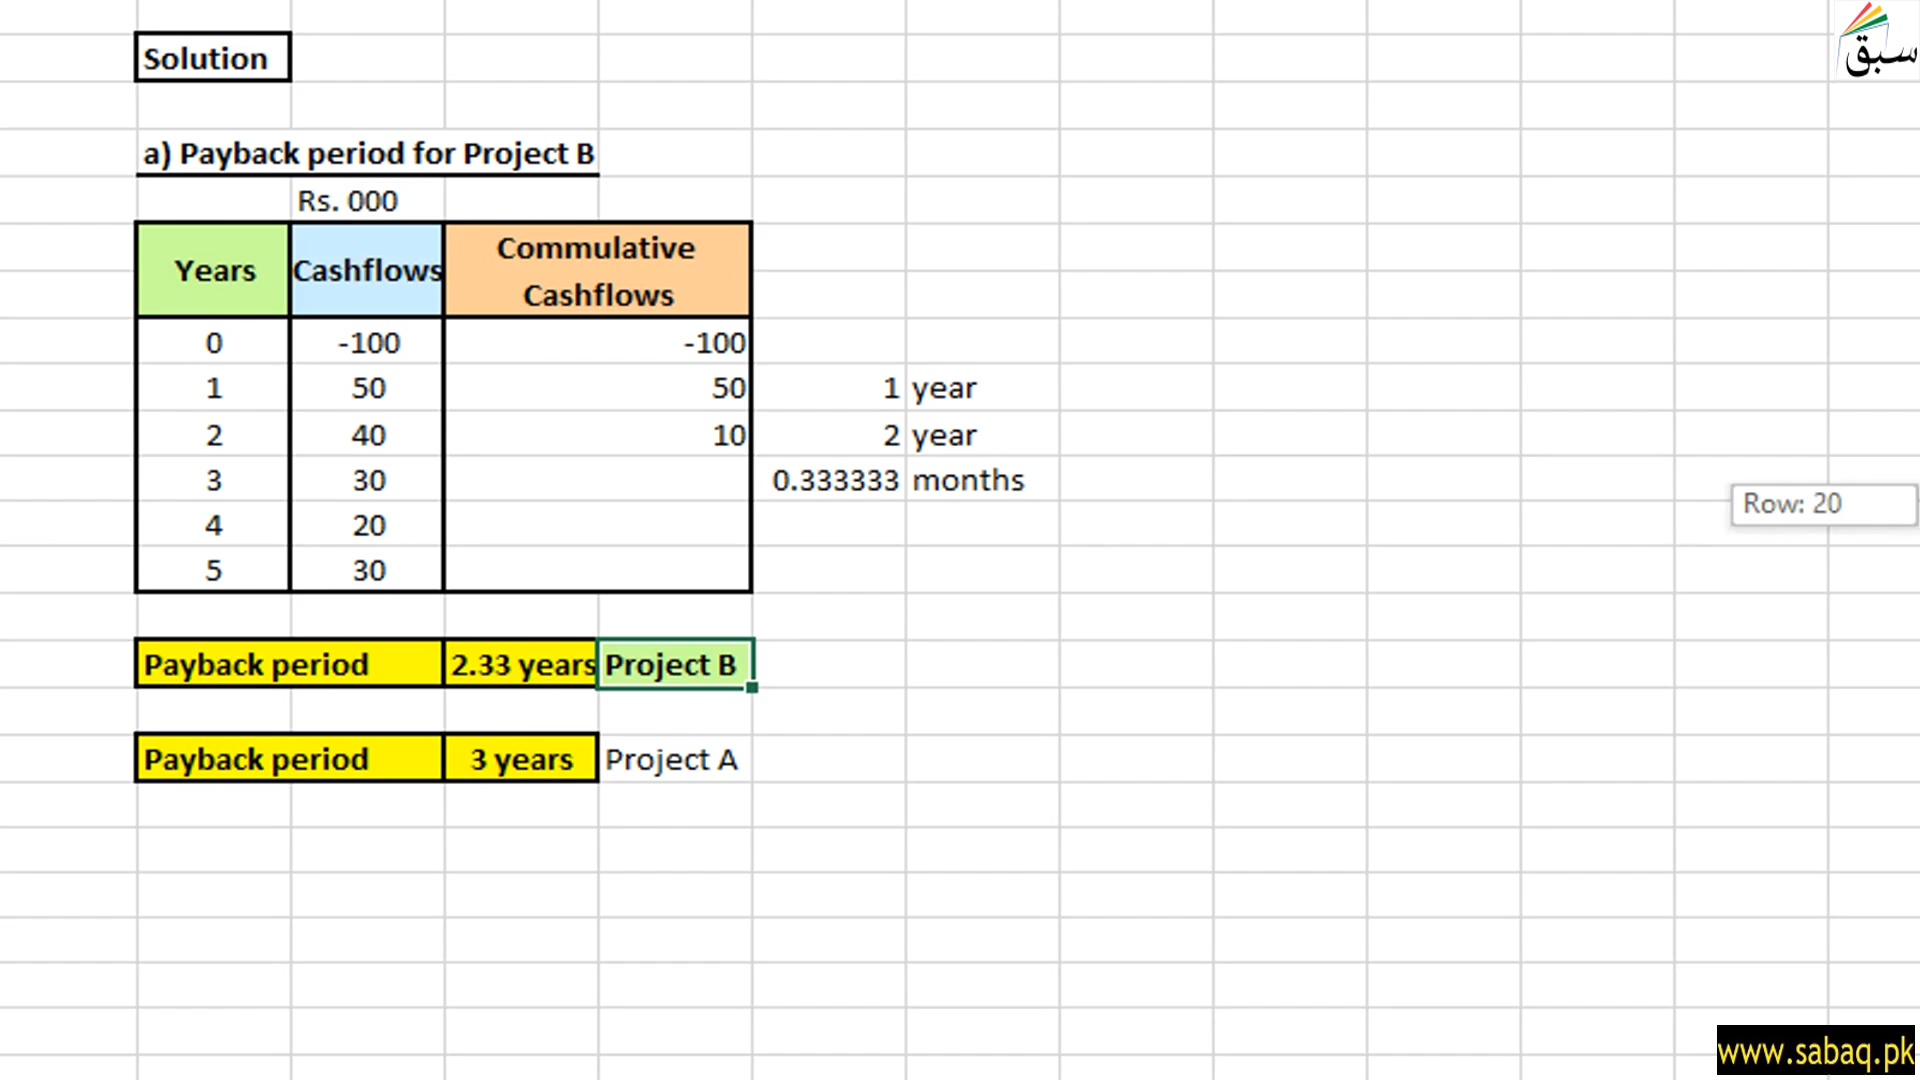 سبق
Solution
a) Payback period for Project B
Rs. 000
Years Cashflows Commulative Cashflows
0 -100 -100
1 50 50 1 year
2 40 10 2 year
3 30 0.333333 months
4 20
5 30
Row: 20
Payback period 2.33 years Project B
Payback period 3 years Project A
www.sabaq.pk